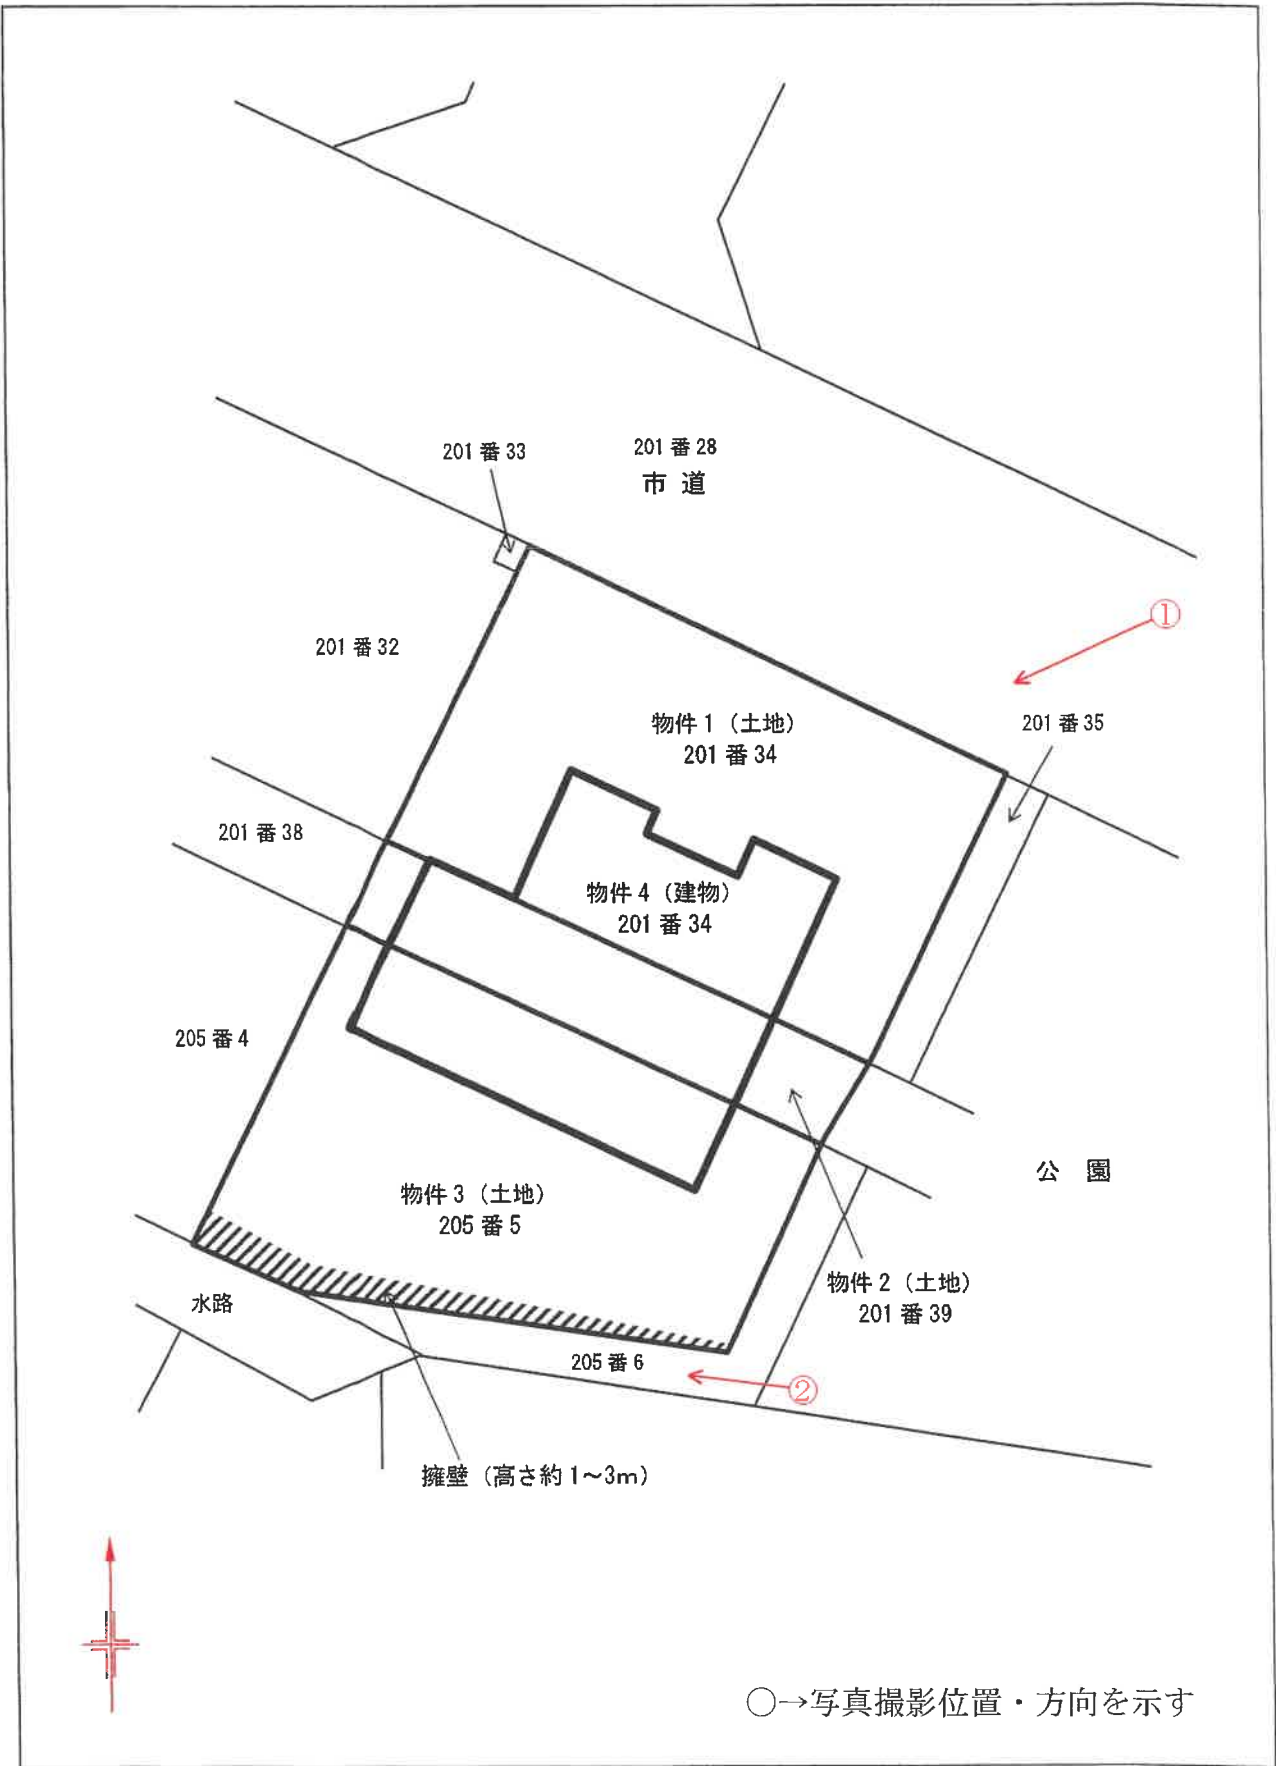 201番33
201番28
市道
①
201番32
物件1（土地）
201番34
201番35
201番38
物件4（建物）
201番34
205番4
公園
物件3（土地）
205番5
物件2（土地）
201番39
水路
205番6
②
擁壁（高さ約1～3m）
○→写真撮影位置・方向を示す